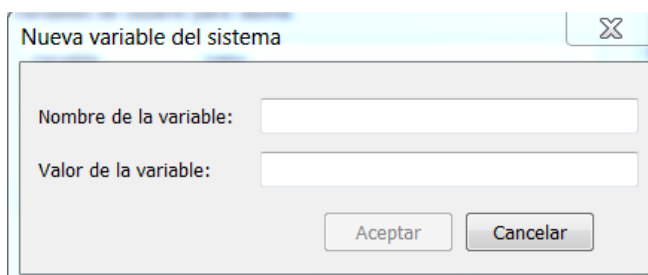 Nueva variable del sistema
Nombre de la variable:
Valor de la variable:
Aceptar Cancelar